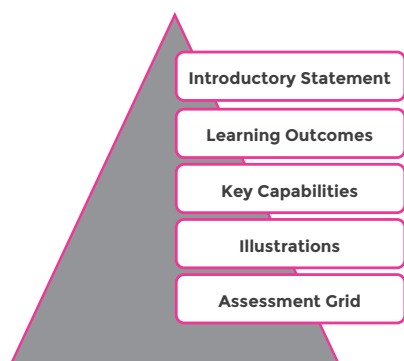 Introductory Statement
Learning Outcomes
Key Capabilities
Illustrations
Assessment Grid